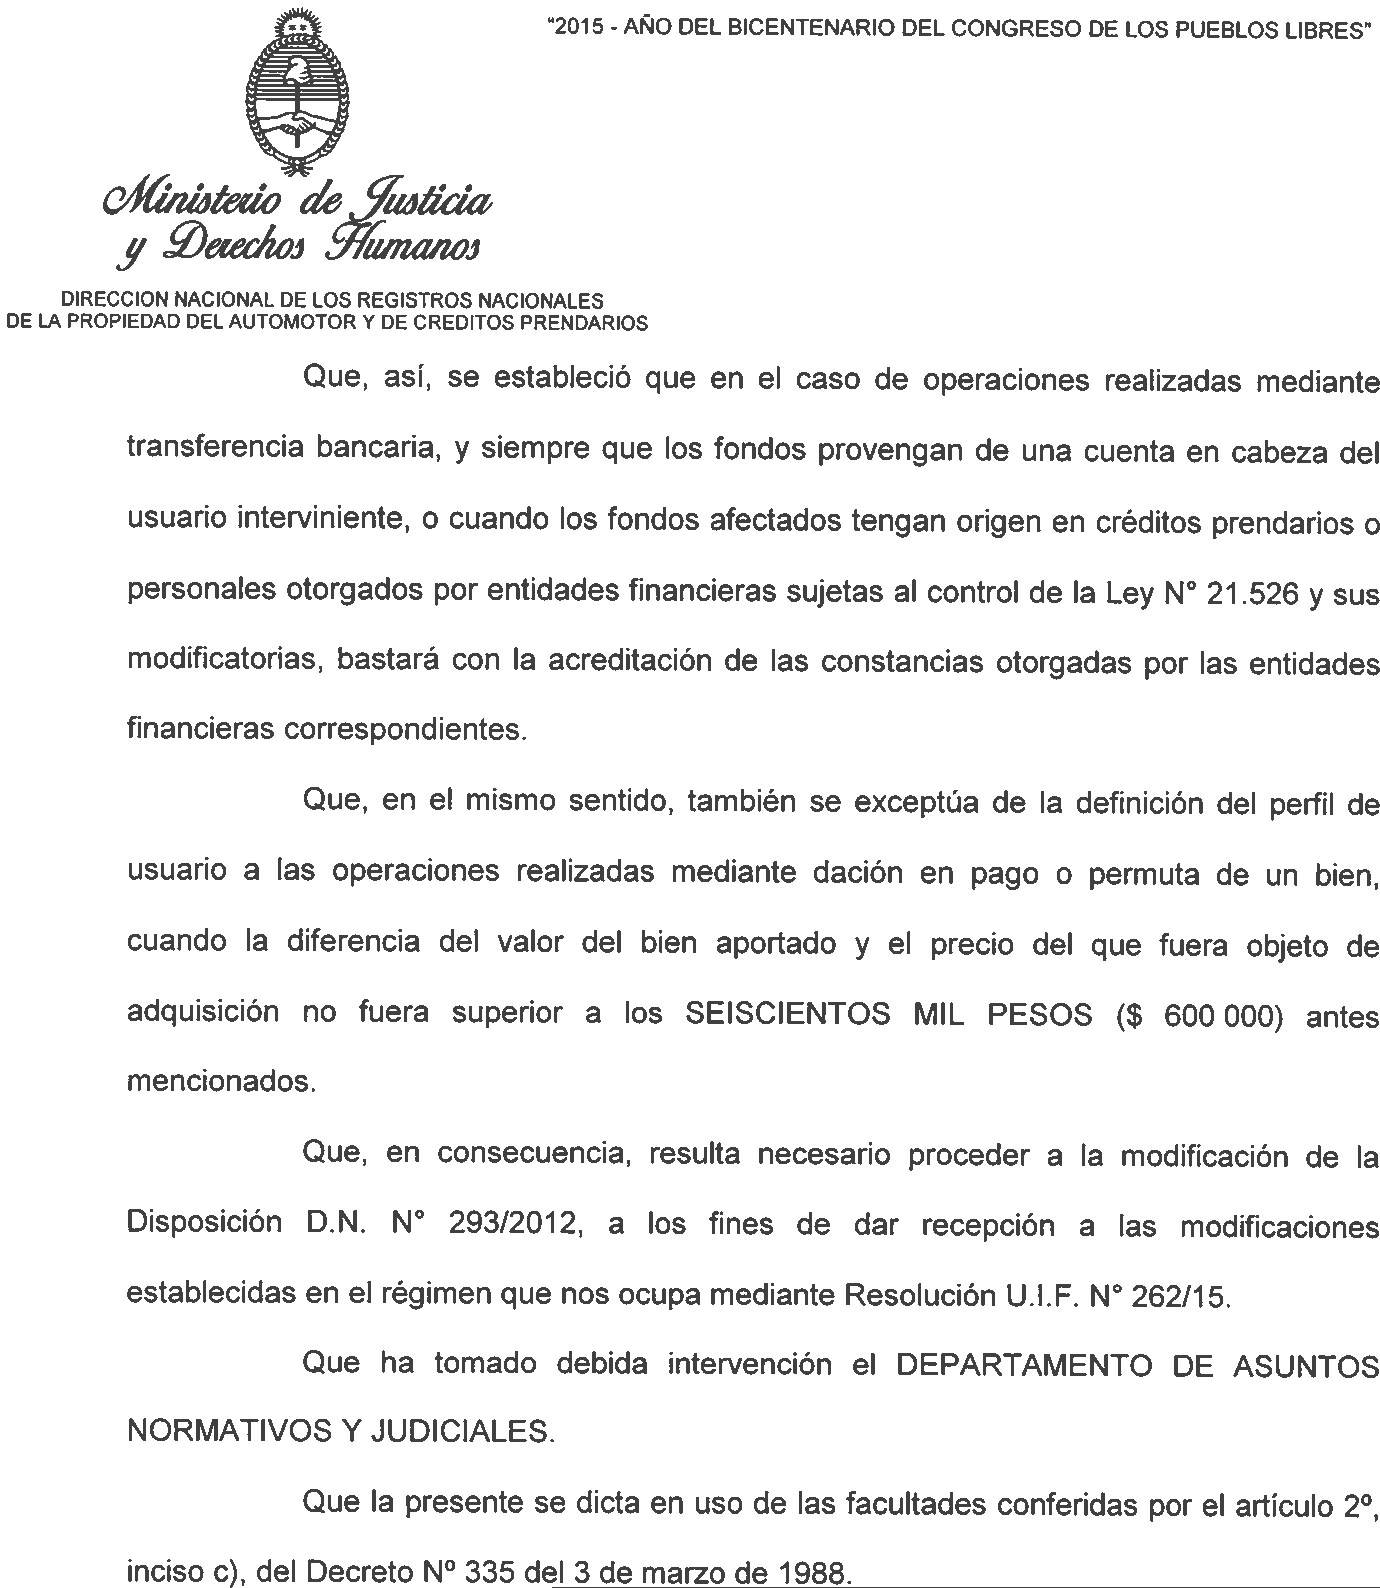 "2015 - AÑO DEL BICENTENARIO DEL CONGRESO DE LOS PUEBLOS LIBRES"
Ministerio de Justicia
y Derechos Humanos
DIRECCION NACIONAL DE LOS REGISTROS NACIONALES
DE LA PROPIEDAD DEL AUTOMOTOR Y DE CREDITOS PRENDARIOS
Que, así, se estableció que en el caso de operaciones realizadas mediante
transferencia bancaria, y siempre que los fondos provengan de una cuenta en cabeza del
usuario interviniente, o cuando los fondos afectados tengan origen en créditos prendarios o
personales otorgados por entidades financieras sujetas al control de la Ley N° 21.526 y sus
modificatorias, bastará con la acreditación de las constancias otorgadas por las entidades
financieras correspondientes.
Que, en el mismo sentido, también se exceptúa de la definición del perfil de
usuario a las operaciones realizadas mediante dación en pago o permuta de un bien,
cuando la diferencia del valor del bien aportado y el precio del que fuera objeto de
adquisición no fuera superior a los SEISCIENTOS MIL PESOS ($ 600 000) antes
mencionados.
Que, en consecuencia, resulta necesario proceder a la modificación de la
Disposición D.N. N° 293/2012, a los fines de dar recepción a las modificaciones
establecidas en el régimen que nos ocupa mediante Resolución U.I.F. N° 262/15.
Que ha tomado debida intervención el DEPARTAMENTO DE ASUNTOS
NORMATIVOS Y JUDICIALES.
Que la presente se dicta en uso de las facultades conferidas por el artículo 2º,
inciso c), del Decreto Nº 335 del 3 de marzo de 1988.